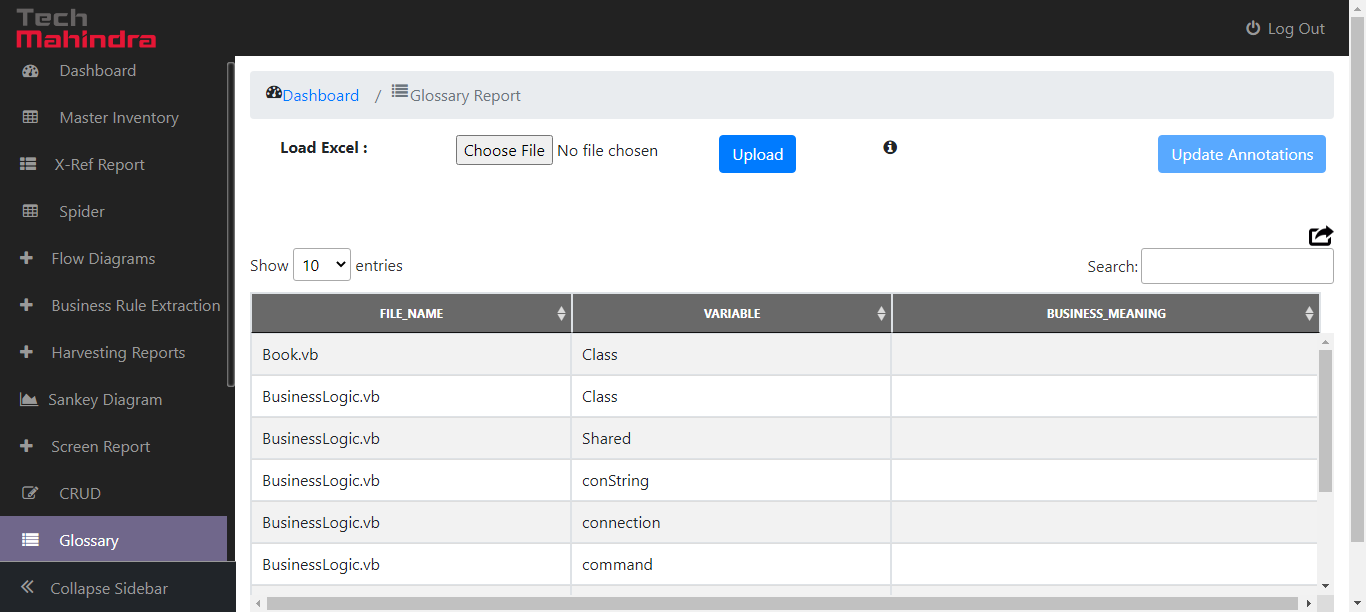 Tech
Mahindra
Log Out
Dashboard
Master Inventory
X-Ref Report
Spider
Flow Diagrams
Business Rule Extraction
Harvesting Reports
Sankey Diagram
Screen Report
CRUD
Glossary
Collapse Sidebar
Dashboard / Glossary Report
Load Excel : Choose File No file chosen Upload Update Annotations
Show 10 entries Search:
FILE_NAME VARIABLE BUSINESS_MEANING
Book.vb Class
BusinessLogic.vb Class
BusinessLogic.vb Shared
BusinessLogic.vb conString
BusinessLogic.vb connection
BusinessLogic.vb command